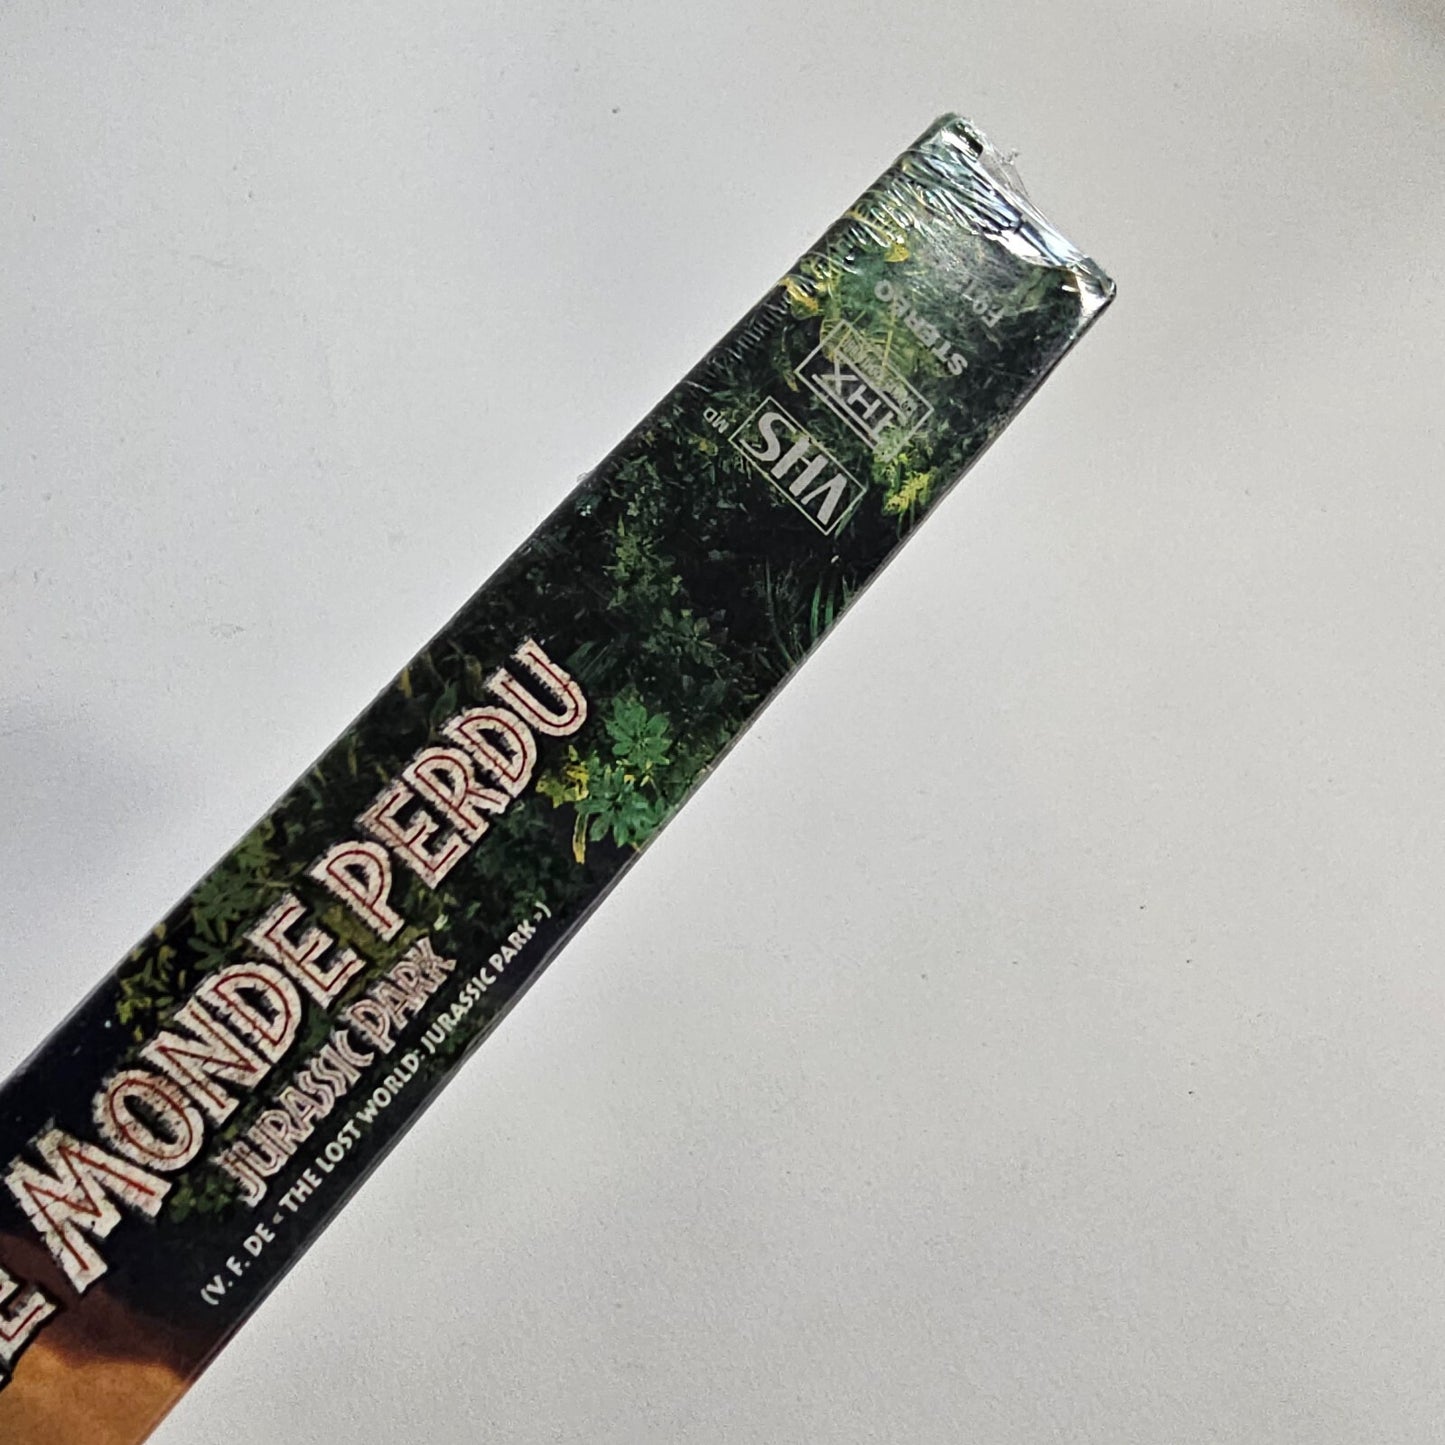 MONDE PERDU
JURASSIC PARK
(V. F. DE « THE LOST WORLD: JURASSIC PARK »)
VHS MD
THX
STEREO